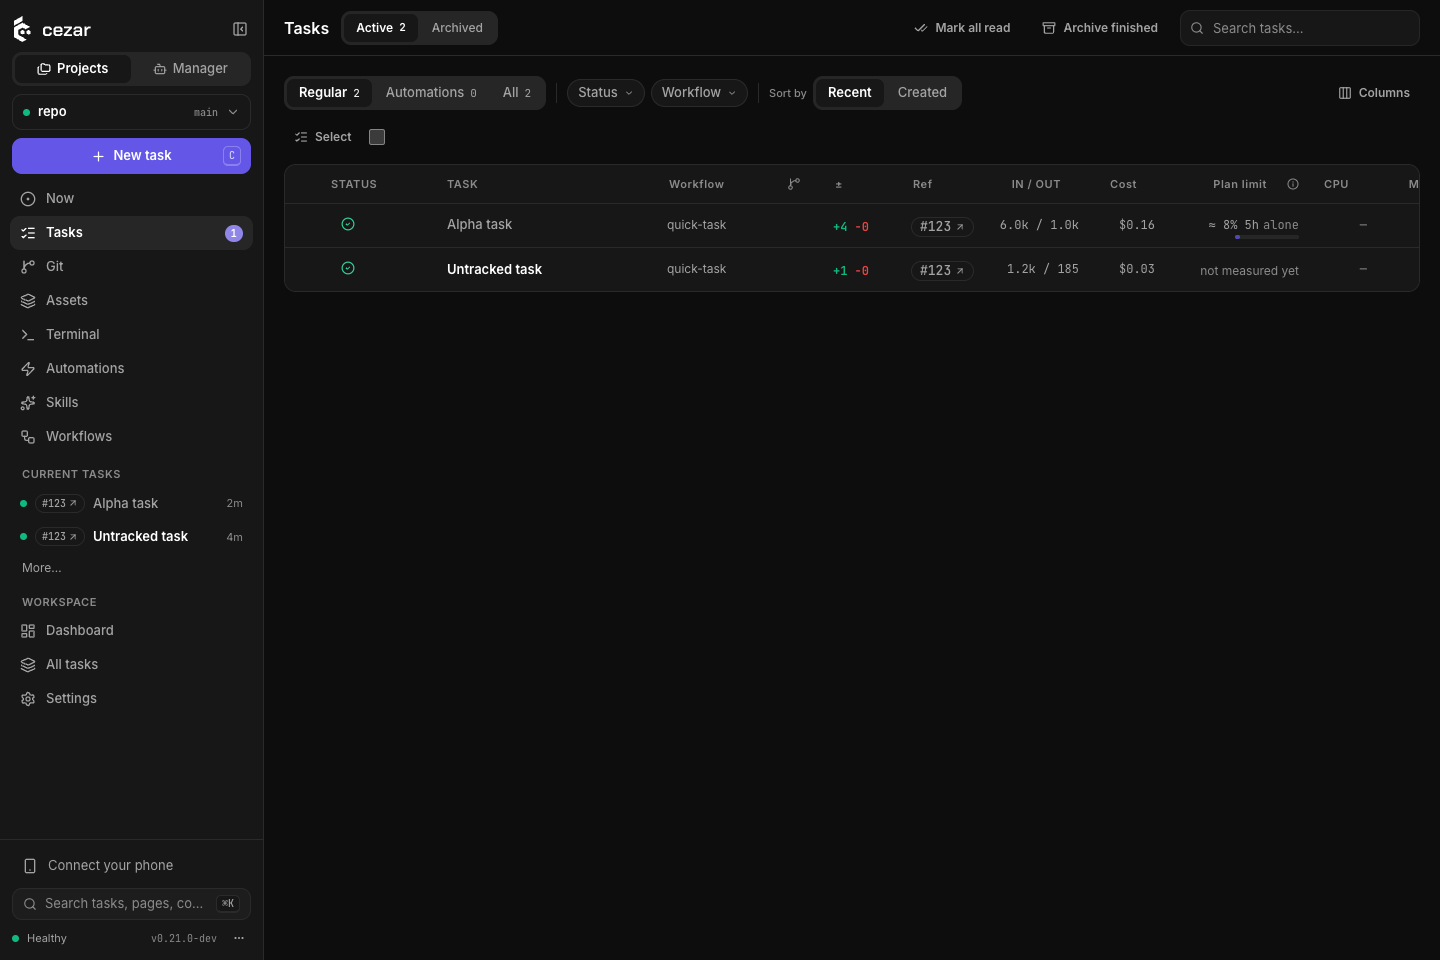 cezar
Projects Manager
repo main
New task C
Now
Tasks 1
Git
Assets
Terminal
Automations
Skills
Workflows
CURRENT TASKS
#123 ↗ Alpha task 2m
#123 ↗ Untracked task 4m
More...
WORKSPACE
Dashboard
All tasks
Settings
Connect your phone
Search tasks, pages, co... ⌘K
Healthy v0.21.0-dev ···
Tasks Active 2 Archived Mark all read Archive finished Search tasks...
Regular 2 Automations 0 All 2 Status Workflow Sort by Recent Created Columns
Select
STATUS TASK Workflow ± Ref IN / OUT Cost Plan limit CPU M
Alpha task quick-task +4 -0 #123 ↗ 6.0k / 1.0k $0.16 ≈ 8% 5h alone –
Untracked task quick-task +1 -0 #123 ↗ 1.2k / 185 $0.03 not measured yet –